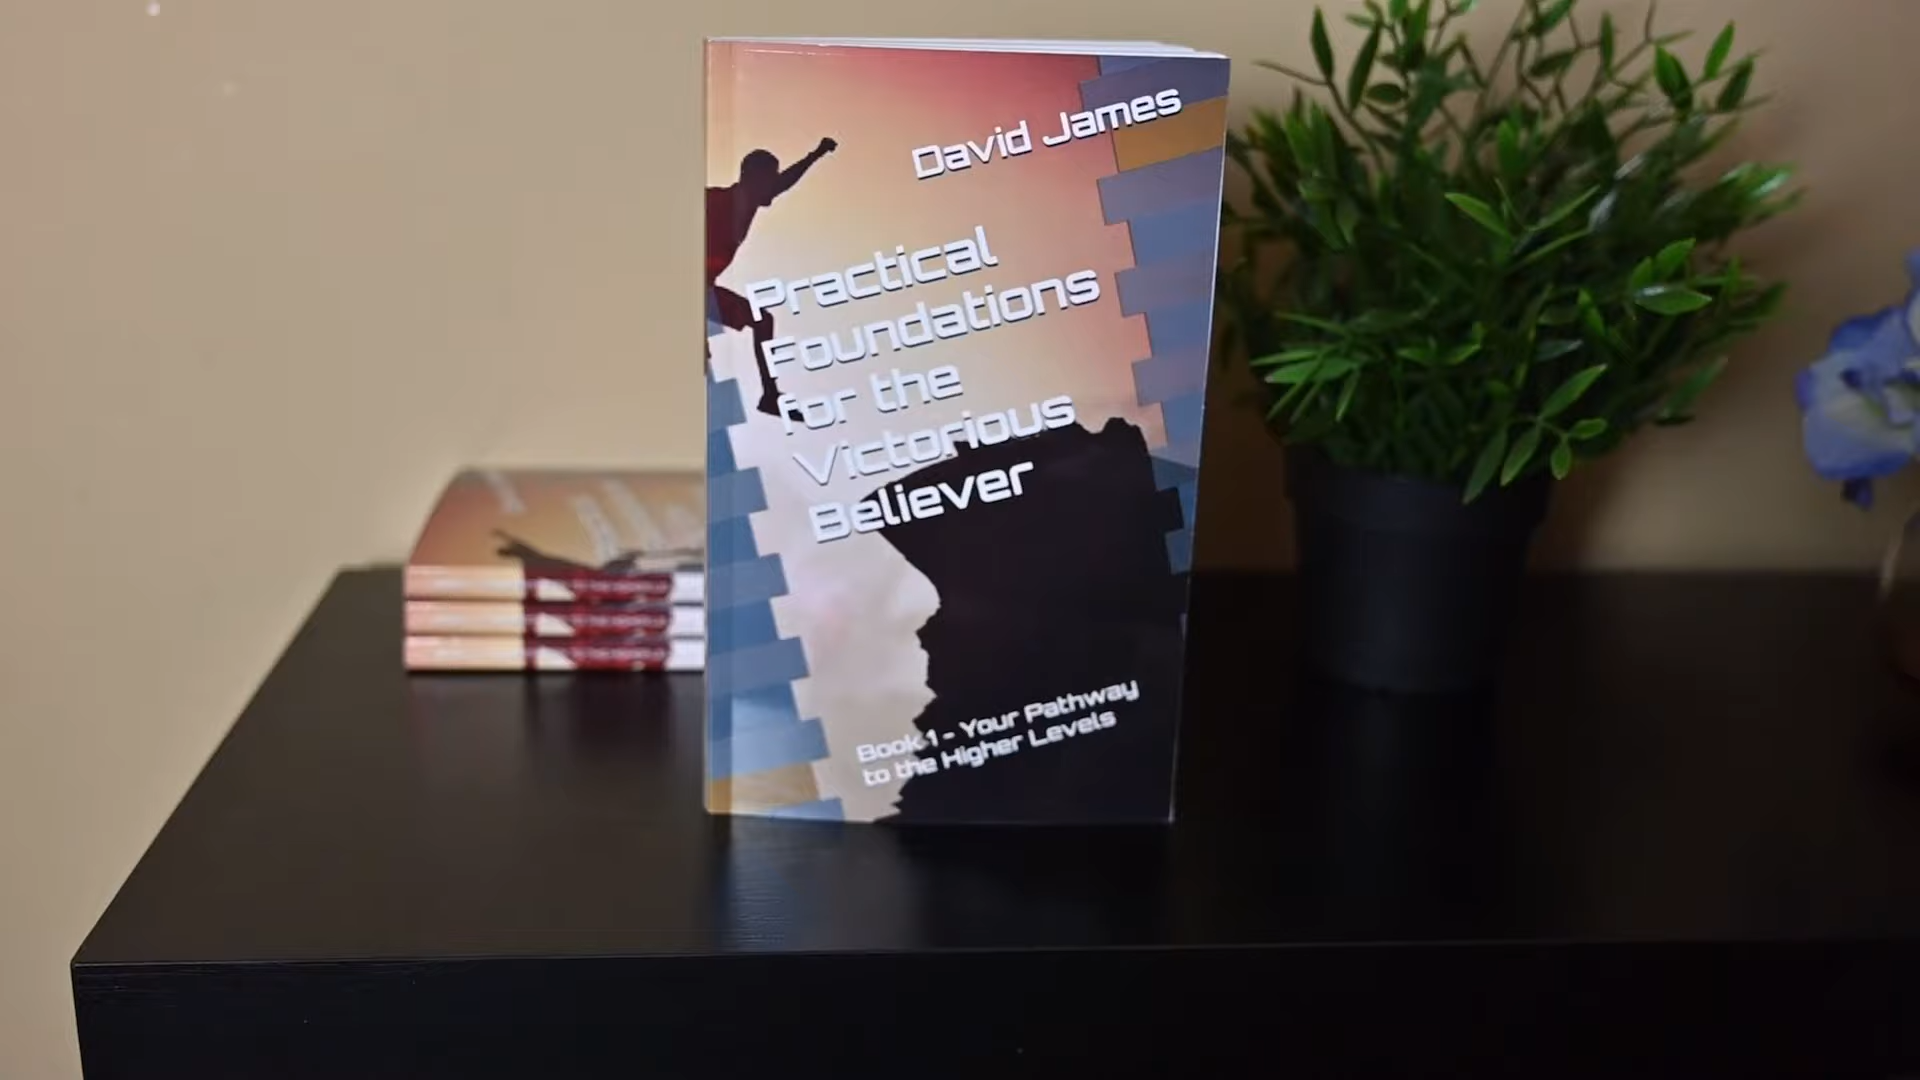 David James
Practical
Foundations
for the
Victorious
Believer
Book 1 - Your Pathway
to the Higher Levels